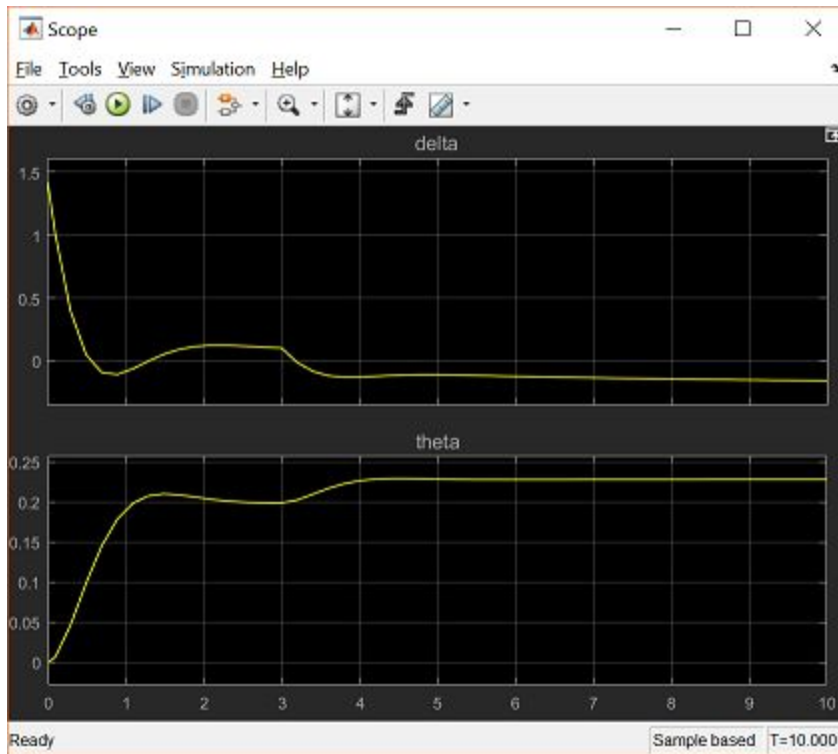 Scope
File Tools View Simulation Help
delta
1.5
1
0.5
0
theta
0.25
0.2
0.15
0.1
0.05
0
0 1 2 3 4 5 6 7 8 9 10
Ready Sample based T=10.000